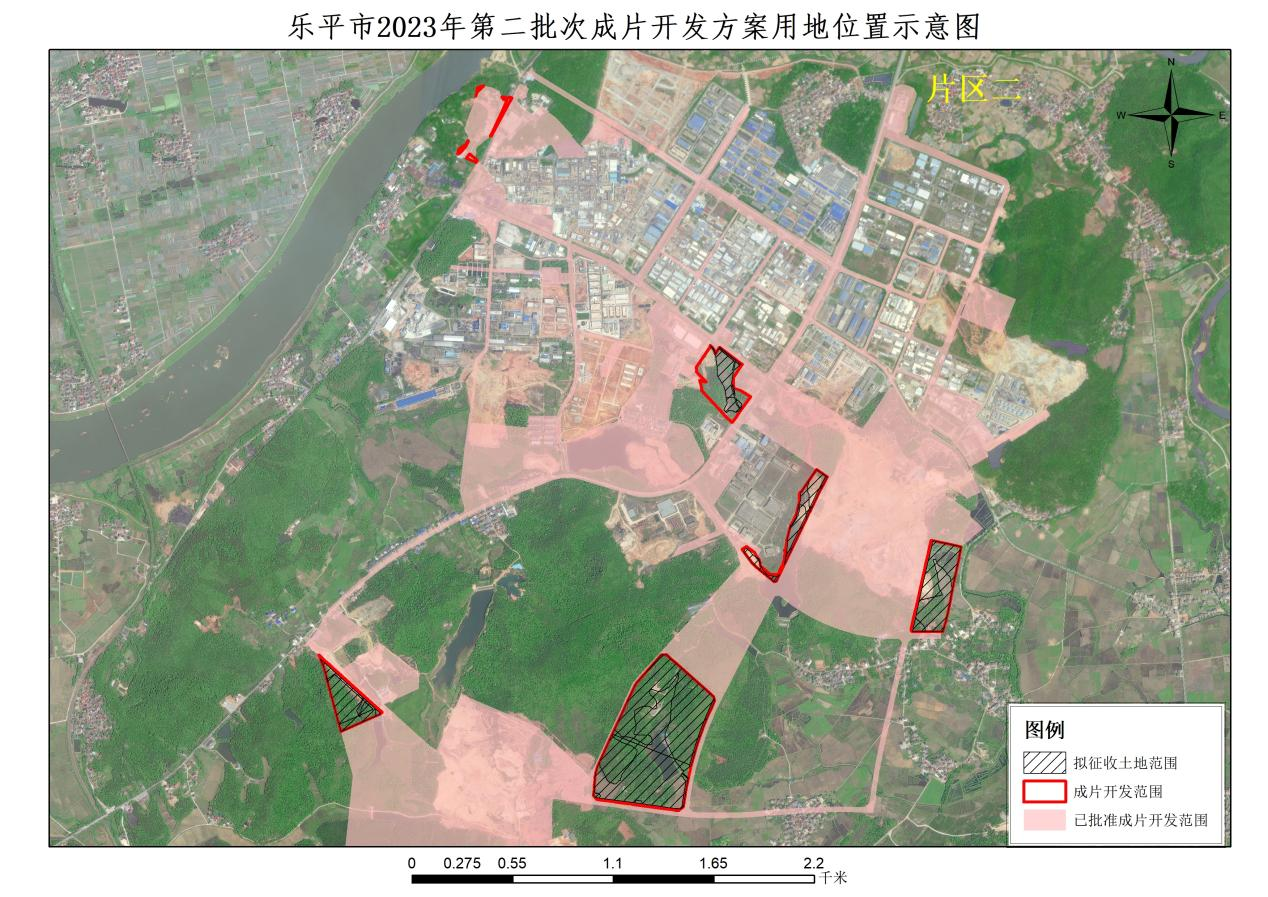 乐平市2023年第二批次成片开发方案用地位置示意图
片区二
N
W
E
S
图例
拟征收土地范围
成片开发范围
已批准成片开发范围
0 0.275 0.55 1.1 1.65 2.2
千米